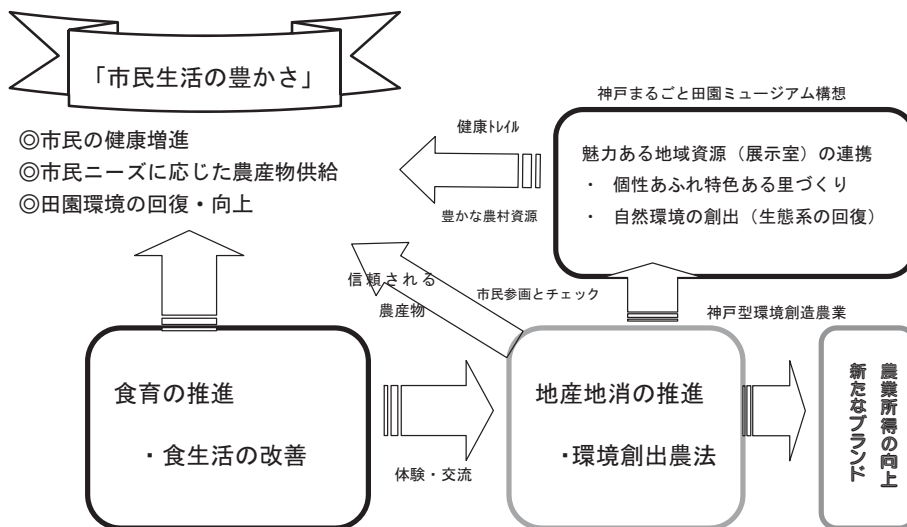 「市民生活の豊かさ」
◎市民の健康増進
◎市民ニーズに応じた農産物供給
◎田園環境の回復・向上
健康ﾄﾚｲﾙ
豊かな農村資源
神戸まるごと田園ミュージアム構想
魅力ある地域資源（展示室）の連携
・　個性あふれ特色ある里づくり
・　自然環境の創出（生態系の回復）
信頼される
農産物
市民参画とチェック
神戸型環境創造農業
食育の推進
・食生活の改善
体験・交流
地産地消の推進
・環境創出農法
農業所得の向上
新たなブランド